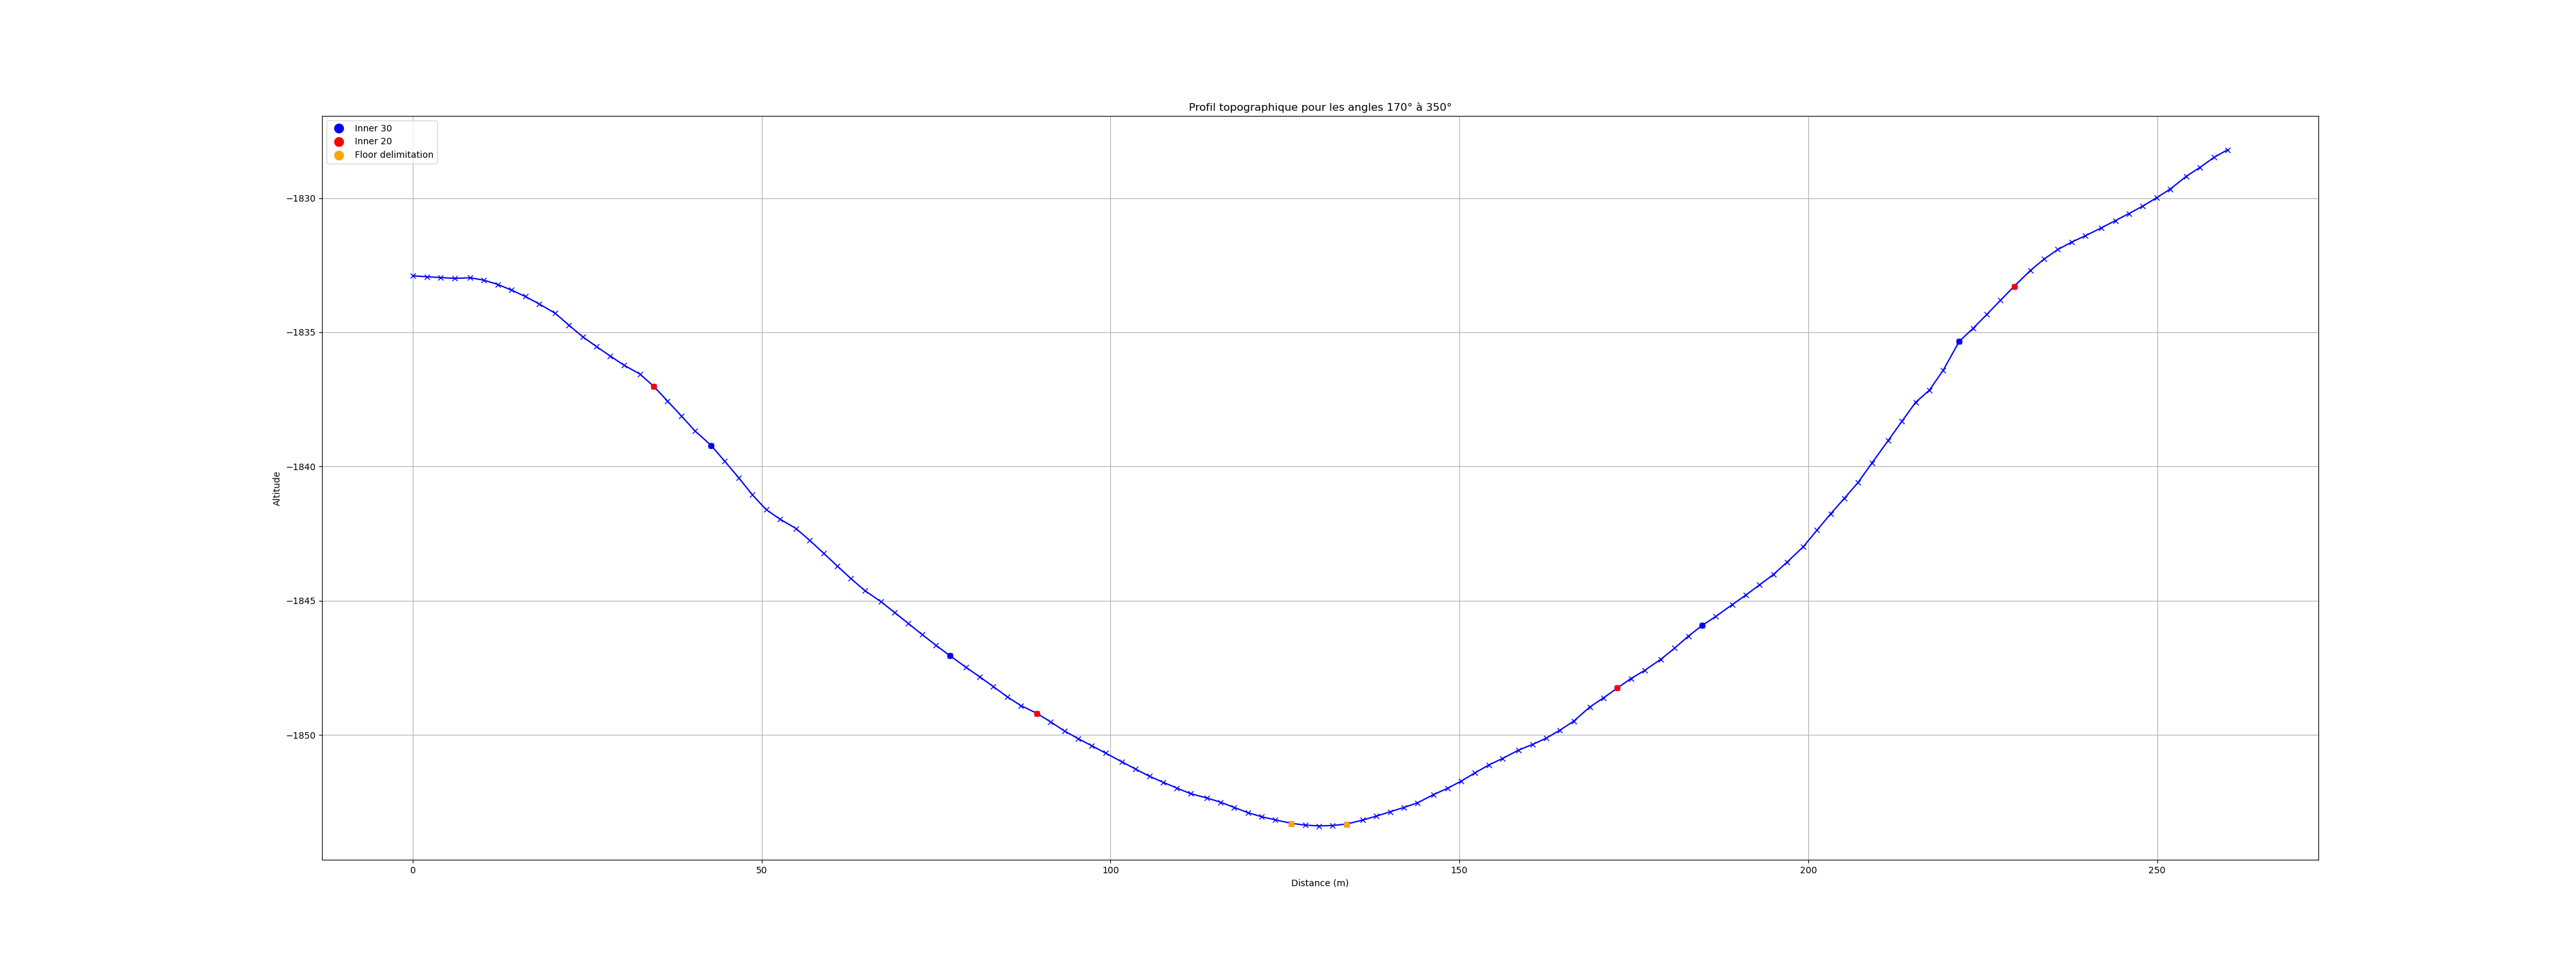 Profil topographique pour les angles 170° à 350°
Inner 30
Inner 20
Floor delimitation
−1830
−1835
−1840
−1845
−1850
Altitude
0 50 100 150 200 250
Distance (m)